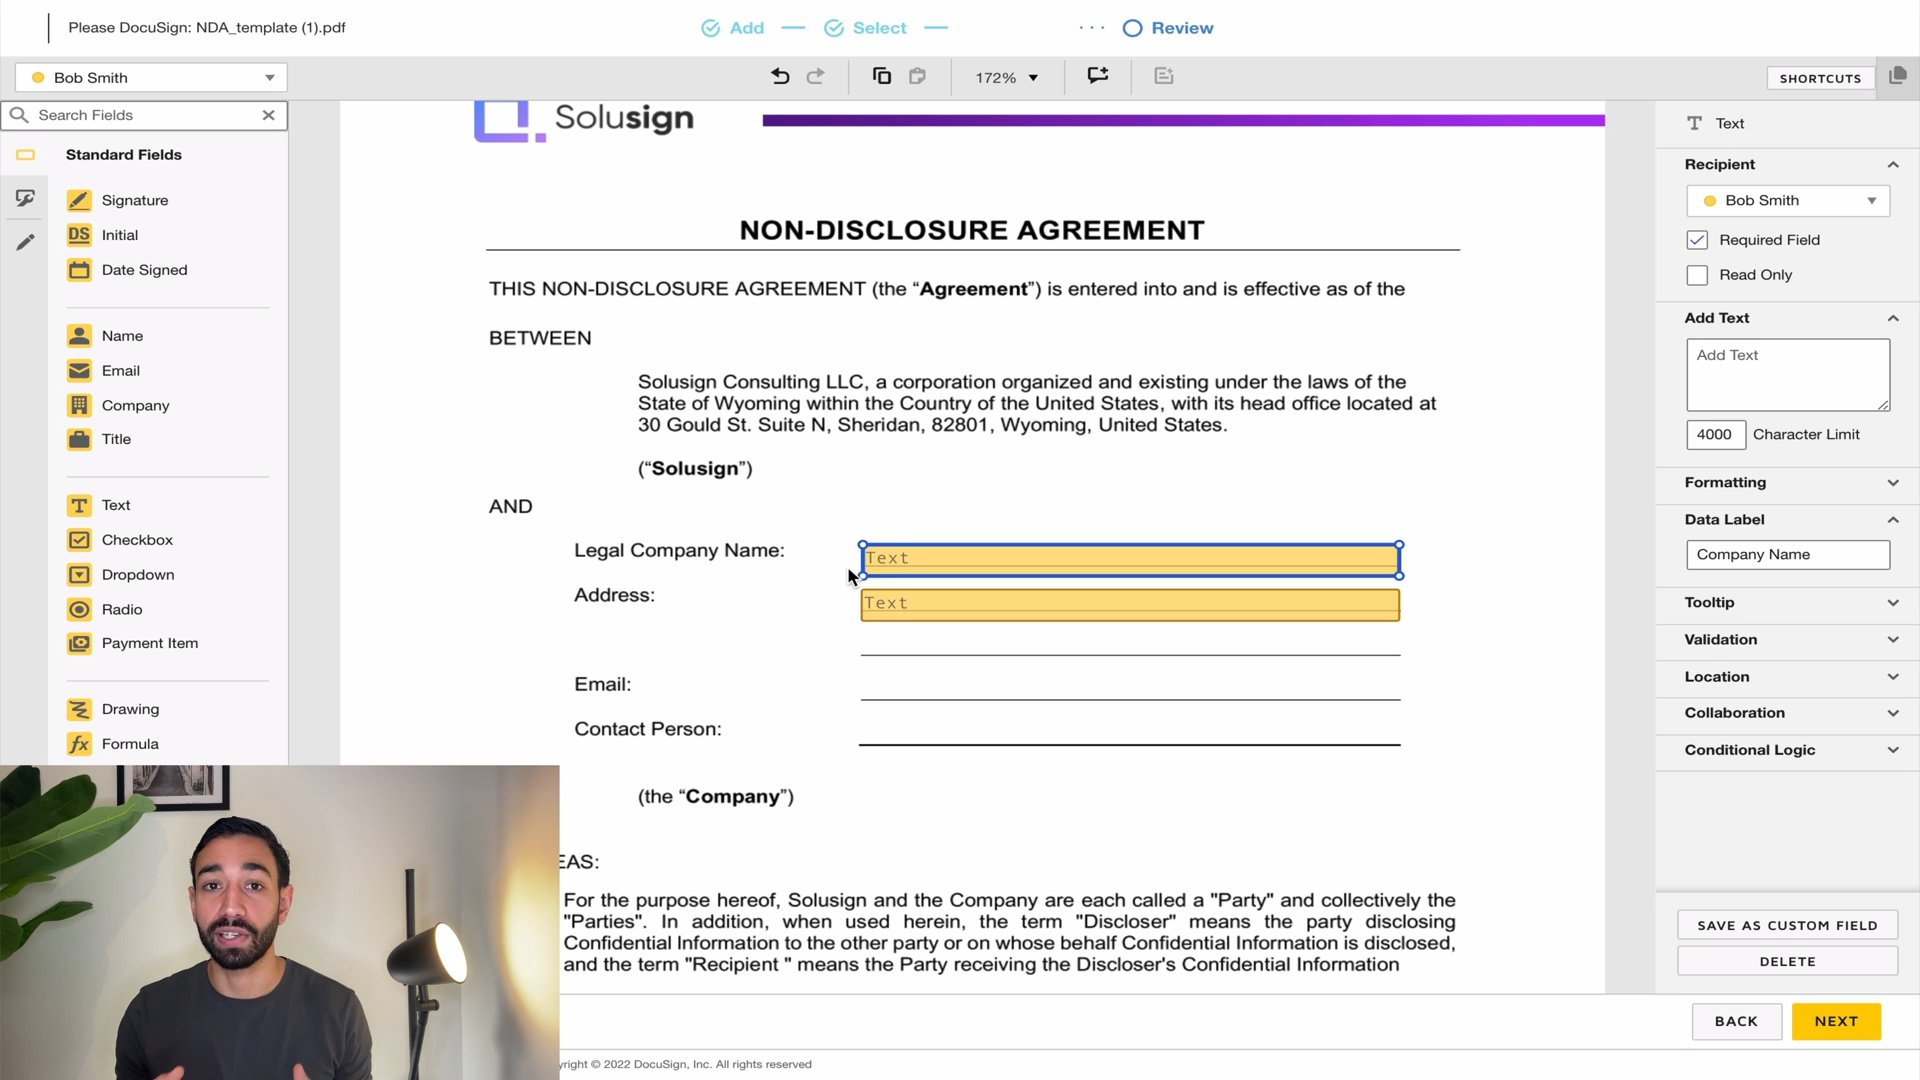 Please DocuSign: NDA_template (1).pdf
Add
Select
Review
Bob Smith
172%
SHORTCUTS
Search Fields
Standard Fields
Signature
DS Initial
Date Signed
Name
Email
Company
Title
T Text
Checkbox
Dropdown
Radio
Payment Item
Drawing
fx Formula
Solusign
NON-DISCLOSURE AGREEMENT
THIS NON-DISCLOSURE AGREEMENT (the “Agreement”) is entered into and is effective as of the
BETWEEN
Solusign Consulting LLC, a corporation organized and existing under the laws of the
State of Wyoming within the Country of the United States, with its head office located at
30 Gould St. Suite N, Sheridan, 82801, Wyoming, United States.
(“Solusign”)
AND
Legal Company Name:
Text
Address:
Text
Email:
Contact Person:
(the “Company”)
EAS:
For the purpose hereof, Solusign and the Company are each called a "Party" and collectively the
"Parties". In addition, when used herein, the term "Discloser" means the party disclosing
Confidential Information to the other party or on whose behalf Confidential Information is disclosed,
and the term "Recipient " means the Party receiving the Discloser's Confidential Information
T Text
Recipient
Bob Smith
Required Field
Read Only
Add Text
Add Text
4000 Character Limit
Formatting
Data Label
Company Name
Tooltip
Validation
Location
Collaboration
Conditional Logic
SAVE AS CUSTOM FIELD
DELETE
BACK
NEXT
yright © 2022 DocuSign, Inc. All rights reserved